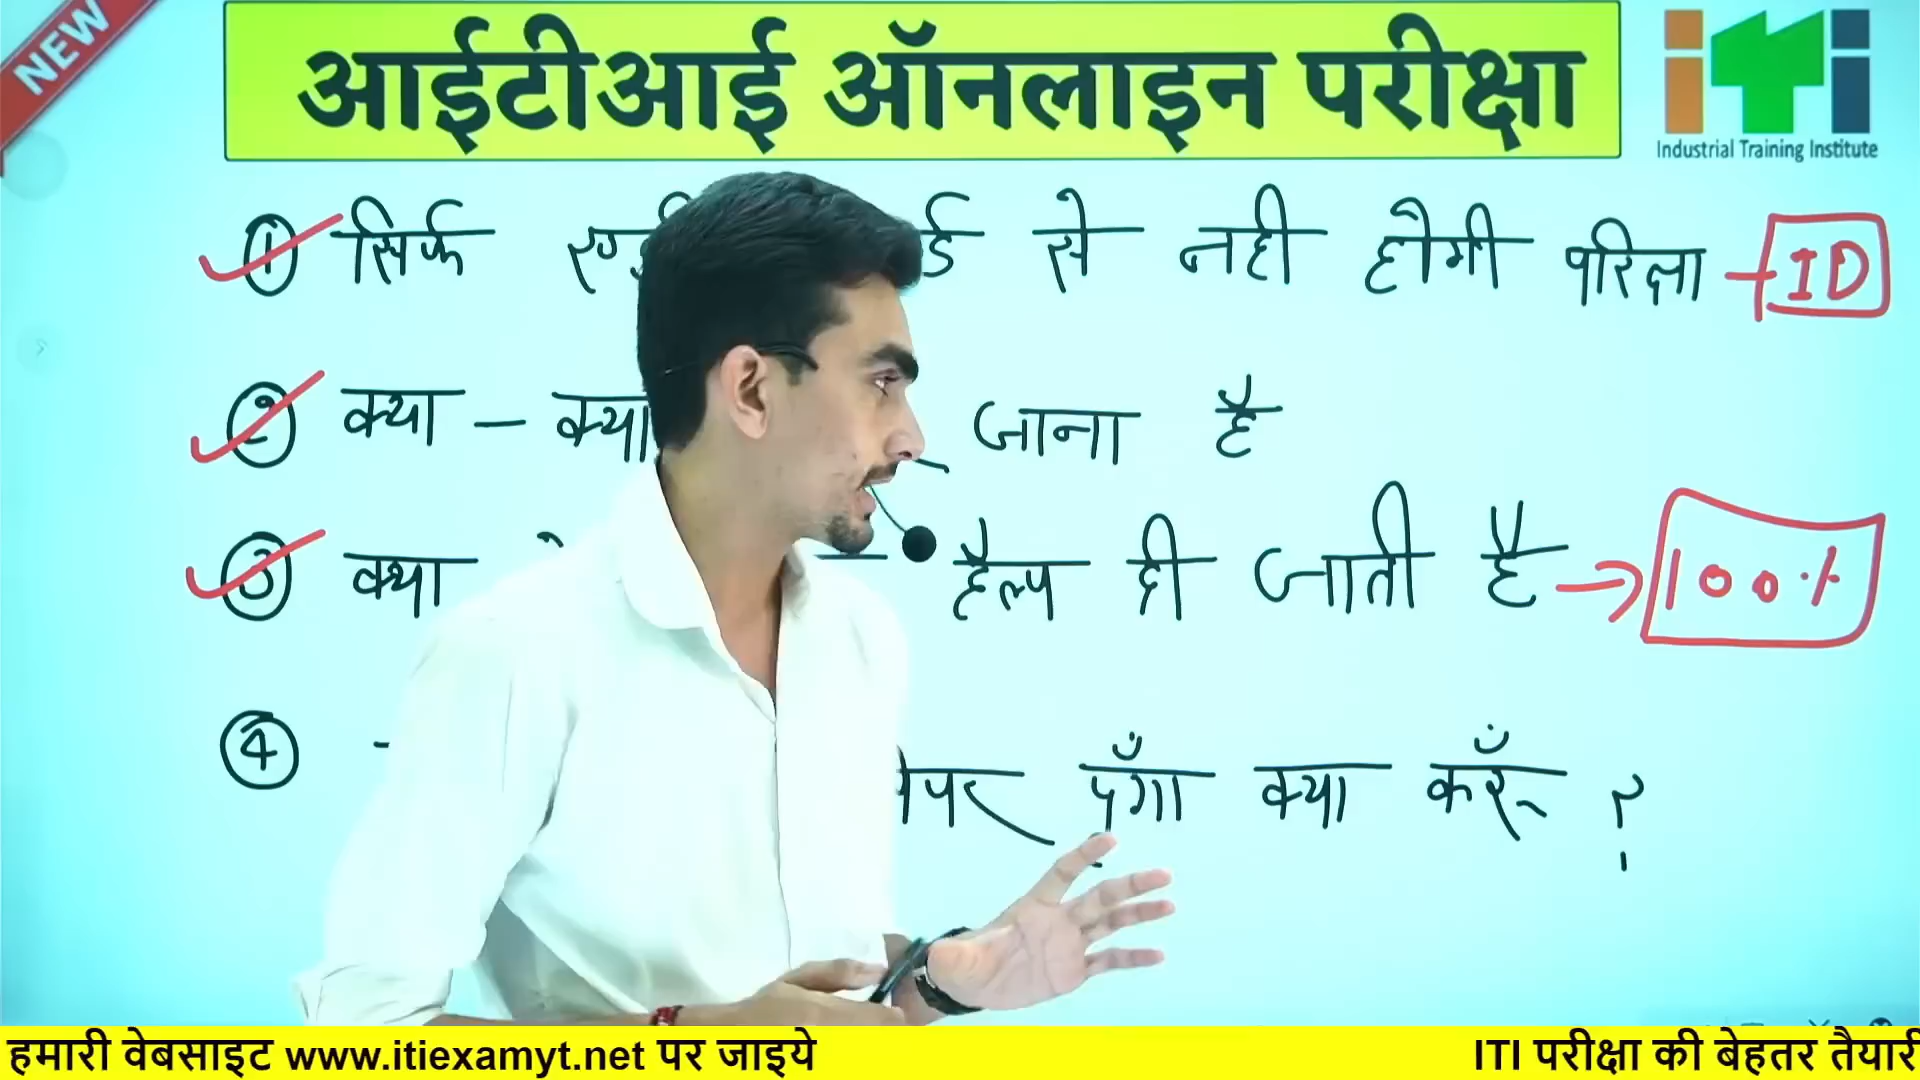 NEW
आईटीआई ऑनलाइन परीक्षा
iTi
Industrial Training Institute
① सिर्फ से नही होगी परिक्षा + ID
② क्या - क्या जाना है
③ क्या हैल्प दी जाती है → 100%
④ दूँगा क्या करूँ ?
हमारी वेबसाइट www.itiexamyt.net पर जाइये
ITI परीक्षा की बेहतर तैयारी